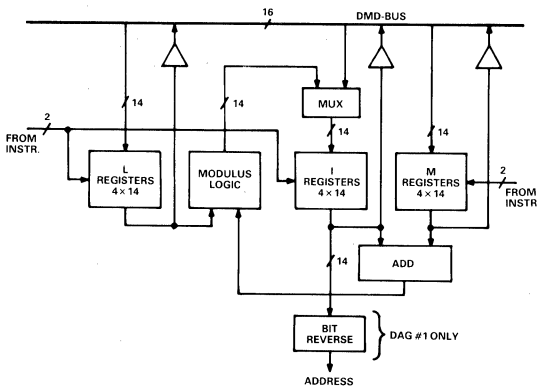 16
DMD-BUS
14
14
14
2
FROM
INSTR.
MUX
14
L
REGISTERS
4 × 14
MODULUS
LOGIC
I
REGISTERS
4 × 14
M
REGISTERS
4 × 14
2
FROM
INSTR
14
ADD
BIT
REVERSE
DAG #1 ONLY
ADDRESS